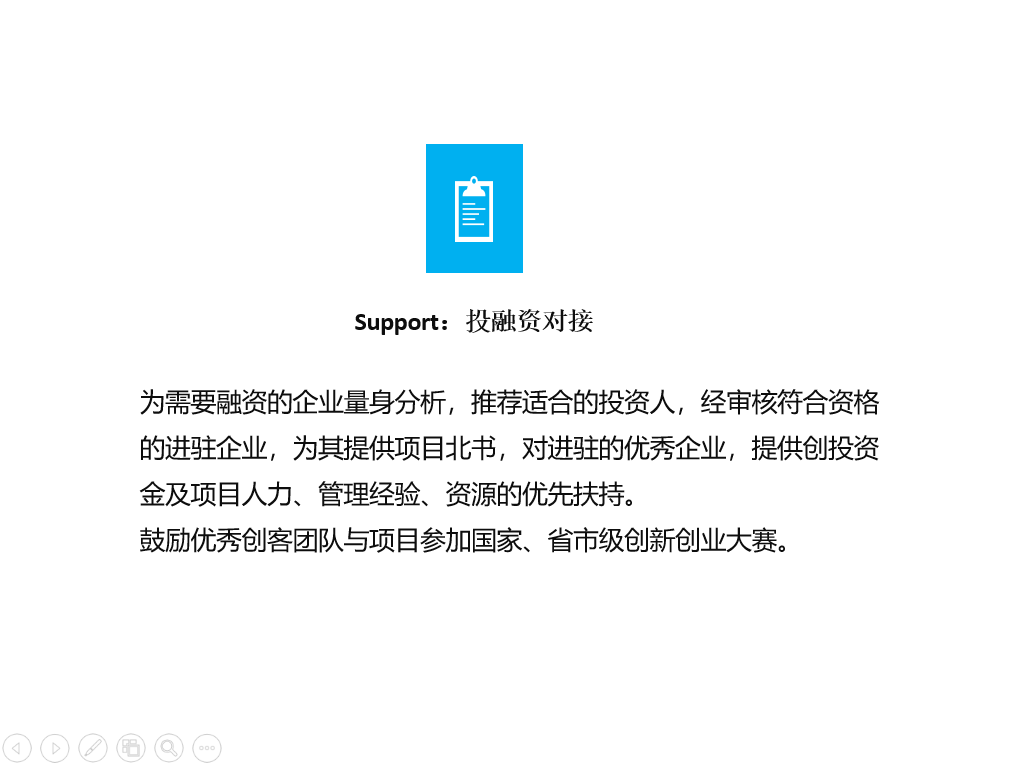 Support：投融资对接
为需要融资的企业量身分析，推荐适合的投资人，经审核符合资格
的进驻企业，为其提供项目北书，对进驻的优秀企业，提供创投资
金及项目人力、管理经验、资源的优先扶持。
鼓励优秀创客团队与项目参加国家、省市级创新创业大赛。